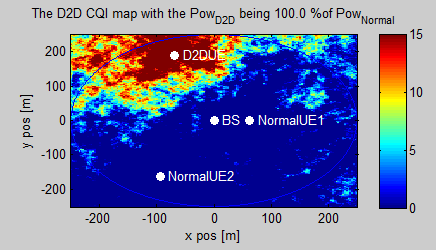 The D2D CQI map with the Pow_D2D being 100.0 %of Pow_Normal
200
100
0
-100
-200
y pos [m]
D2DUE
BS
NormalUE1
NormalUE2
-200
-100
0
100
200
x pos [m]
15
10
5
0